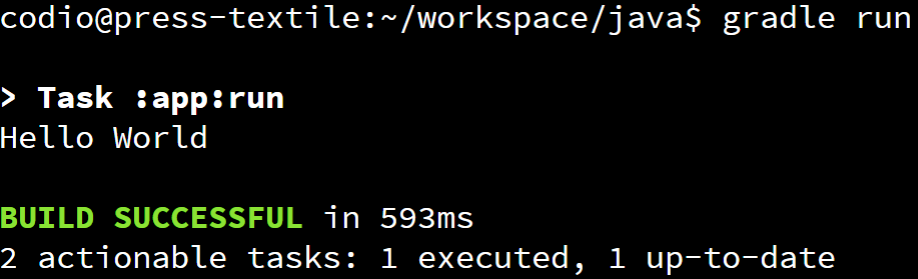 codio@press-textile:~/workspace/java$ gradle run
> Task :app:run
Hello World
BUILD SUCCESSFUL in 593ms
2 actionable tasks: 1 executed, 1 up-to-date